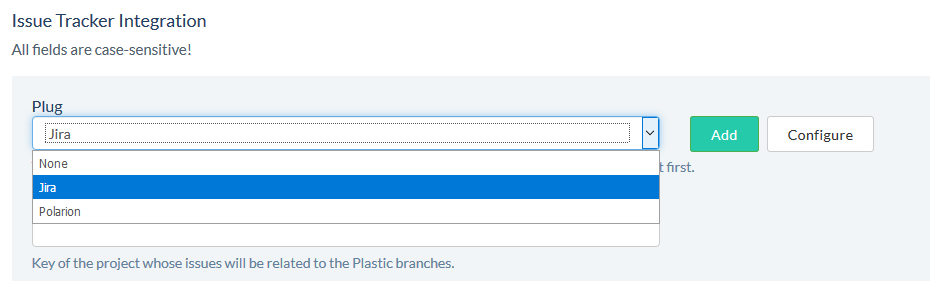 Issue Tracker Integration
All fields are case-sensitive!
Plug
Jira
Add
Configure
None
t first.
Jira
Polarion
Key of the project whose issues will be related to the Plastic branches.